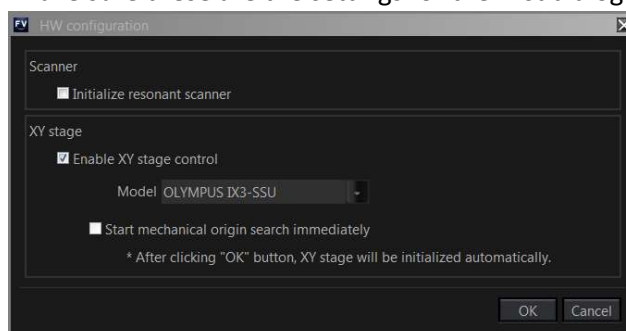 FV HW configuration
Scanner
Initialize resonant scanner
XY stage
Enable XY stage control
Model OLYMPUS IX3-SSU
Start mechanical origin search immediately
* After clicking "OK" button, XY stage will be initialized automatically.
OK Cancel